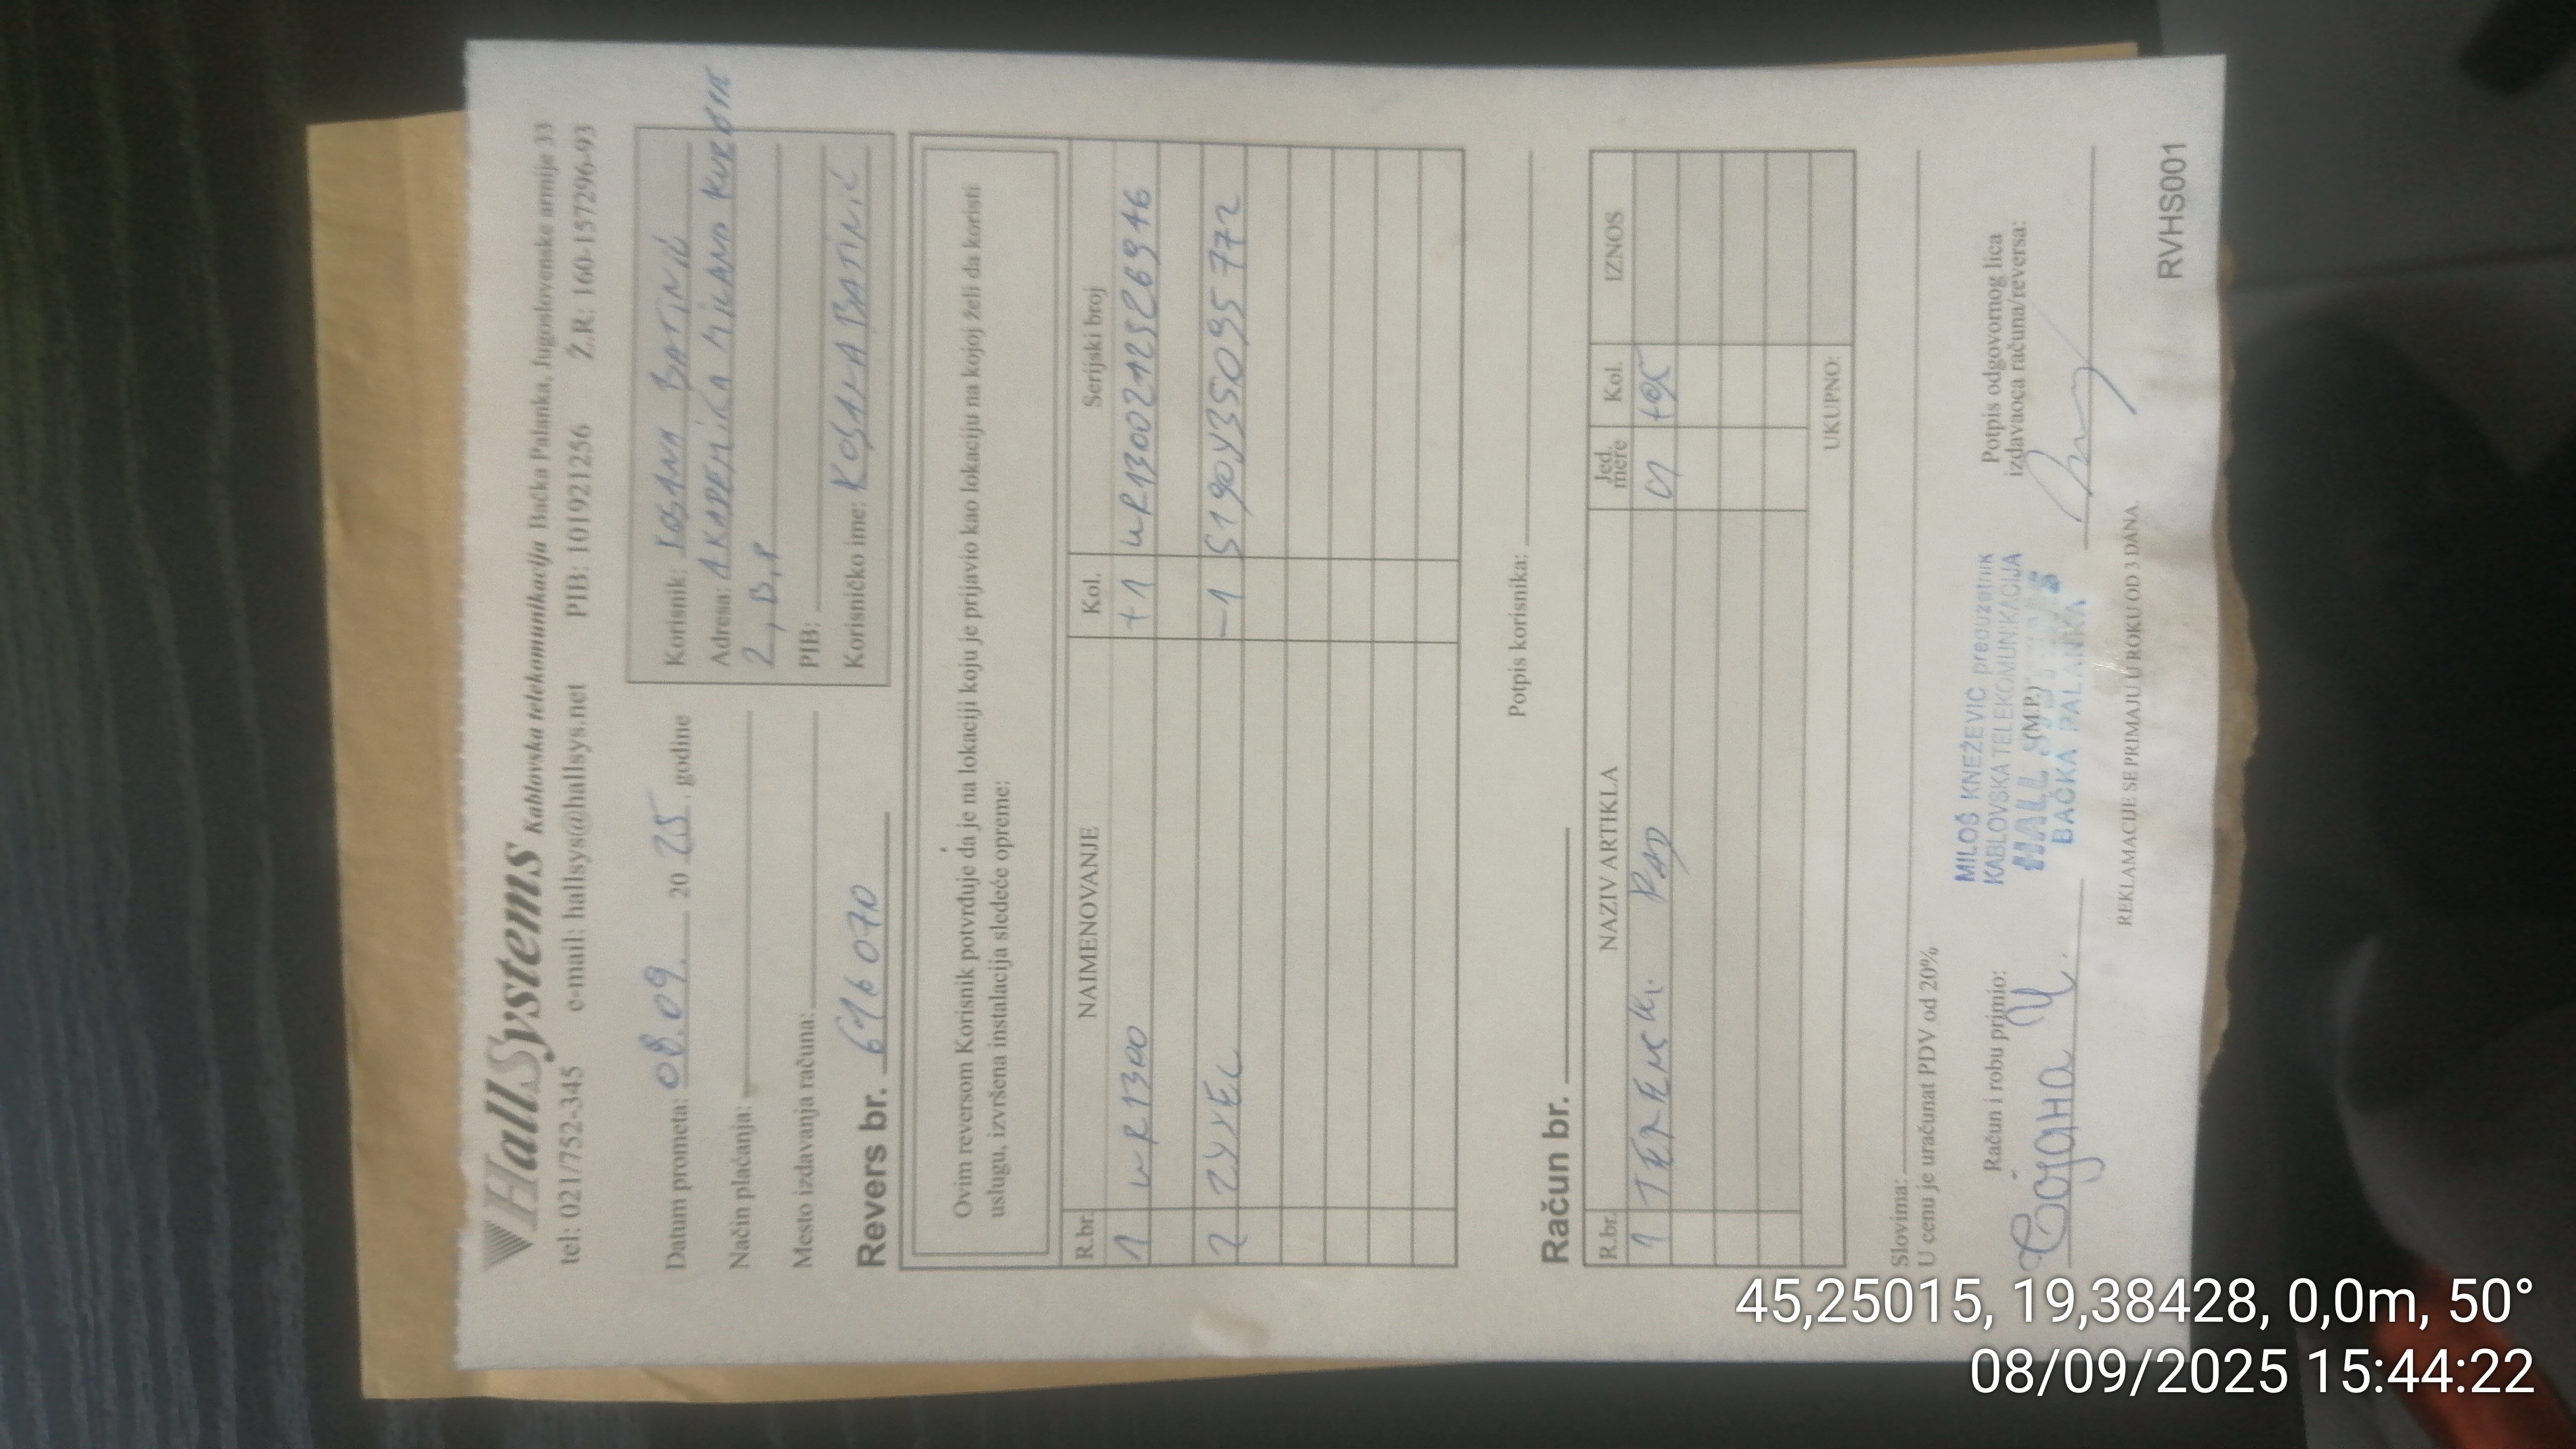 HallSystems Kablovska telekomunikacija Bačka Palanka, Jugoslovenske armije 33
tel: 021/752-345 e-mail: hallsys@hallsys.net PIB: 101921256 Ž.R: 160-157296-93
Datum prometa: 08.09. 20 25. godine
Način plaćanja:
Mesto izdavanja računa:
Revers br. 616070
Korisnik: BATINIĆ
Adresa: AKADEMIKA MILANA
2, B.P
PIB:
Korisničko ime: KOSANA BATINIĆ
Ovim reversom Korisnik potvrđuje da je na lokaciji koju je prijavio kao lokaciju na kojoj želi da koristi
uslugu, izvršena instalacija sledeće opreme:
R.br. NAIMENOVANJE Kol. Serijski broj
1 WR1300 +1 WR13002125269946
2 ZYXEL -1 S190Y35095772
Potpis korisnika:
Račun br.
R.br. NAZIV ARTIKLA Jed. mere Kol. IZNOS
1 TERENSKI RAD
UKUPNO:
Slovima:
U cenu je uračunat PDV od 20%
Račun i robu primio:
MILOŠ KNEŽEVIĆ preduzetnik
KABLOVSKA TELEKOMUNIKACIJA
HALL SYSTEMS
(M.P.)
BAČKA PALANKA
Potpis odgovornog lica
izdavaoca računa/reversa:
REKLAMACIJE SE PRIMAJU U ROKU OD 3 DANA.
RVHS001
45,25015, 19,38428, 0,0m, 50°
08/09/2025 15:44:22